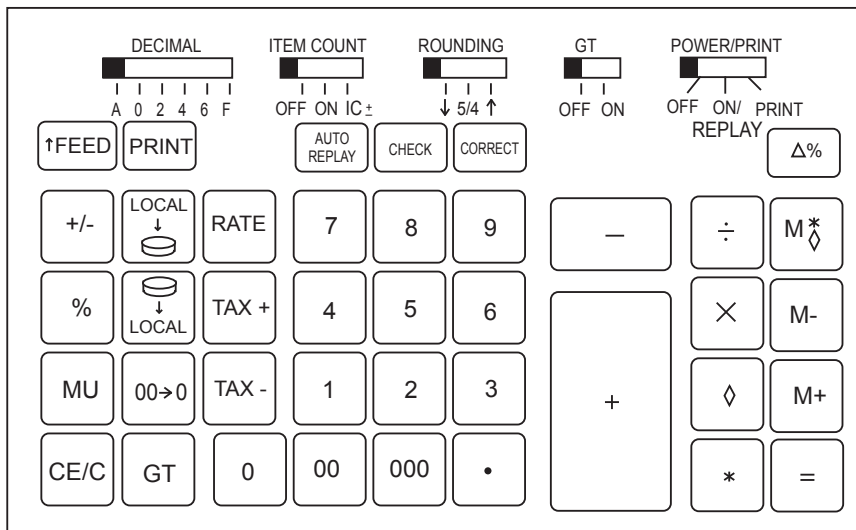 DECIMAL ITEM COUNT ROUNDING GT POWER/PRINT
A 0 2 4 6 F OFF ON IC ± ↓ 5/4 ↑ OFF ON OFF ON/ PRINT
REPLAY
↑FEED PRINT AUTO REPLAY CHECK CORRECT Δ%
+/- LOCAL ↓ RATE 7 8 9 — ÷ M*◊
% ↓ LOCAL TAX + 4 5 6 × M-
MU 00→0 TAX - 1 2 3 + ◊ M+
CE/C GT 0 00 000 • * =